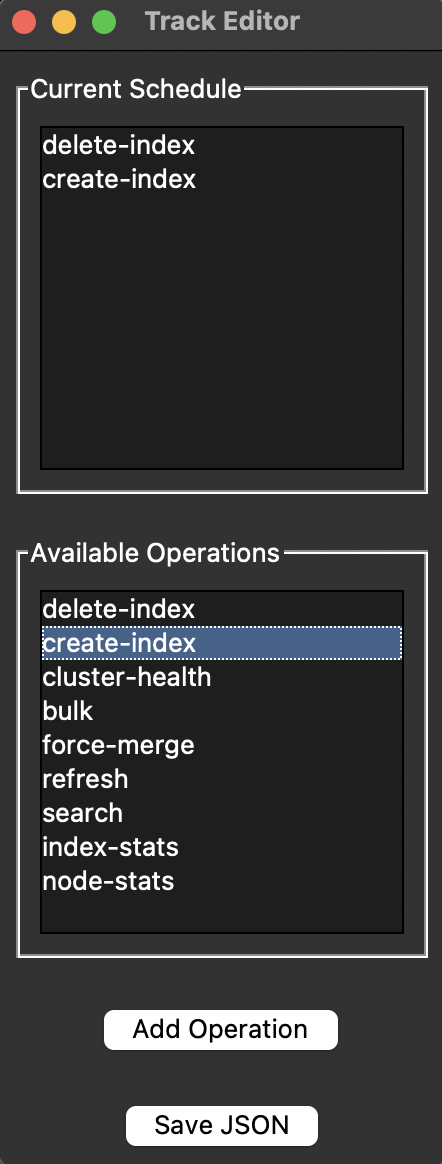 Track Editor
Current Schedule
delete-index
create-index
Available Operations
delete-index
create-index
cluster-health
bulk
force-merge
refresh
search
index-stats
node-stats
Add Operation
Save JSON